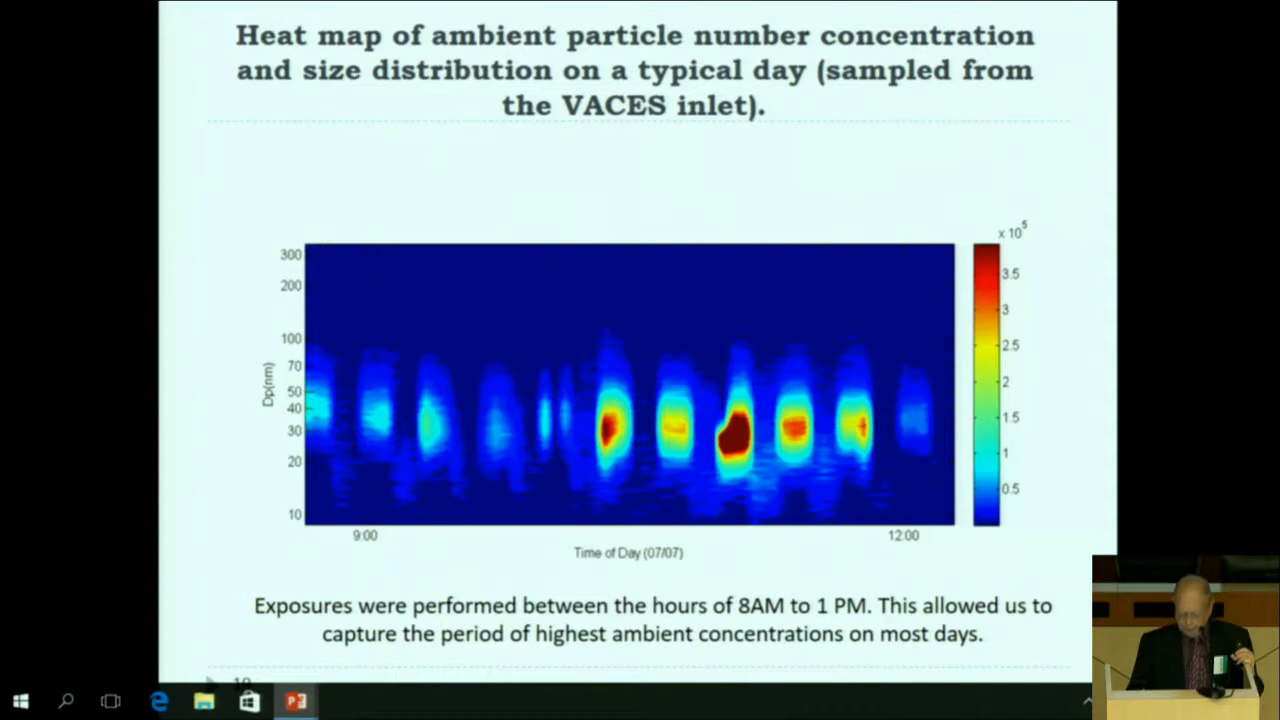 Heat map of ambient particle number concentration
and size distribution on a typical day (sampled from
the VACES inlet).
x 10^5
300
200
100
70
50
40
30
20
10
Dp(nm)
3.5
3
2.5
2
1.5
1
0.5
9:00
12:00
Time of Day (07/07)
Exposures were performed between the hours of 8AM to 1 PM. This allowed us to
capture the period of highest ambient concentrations on most days.